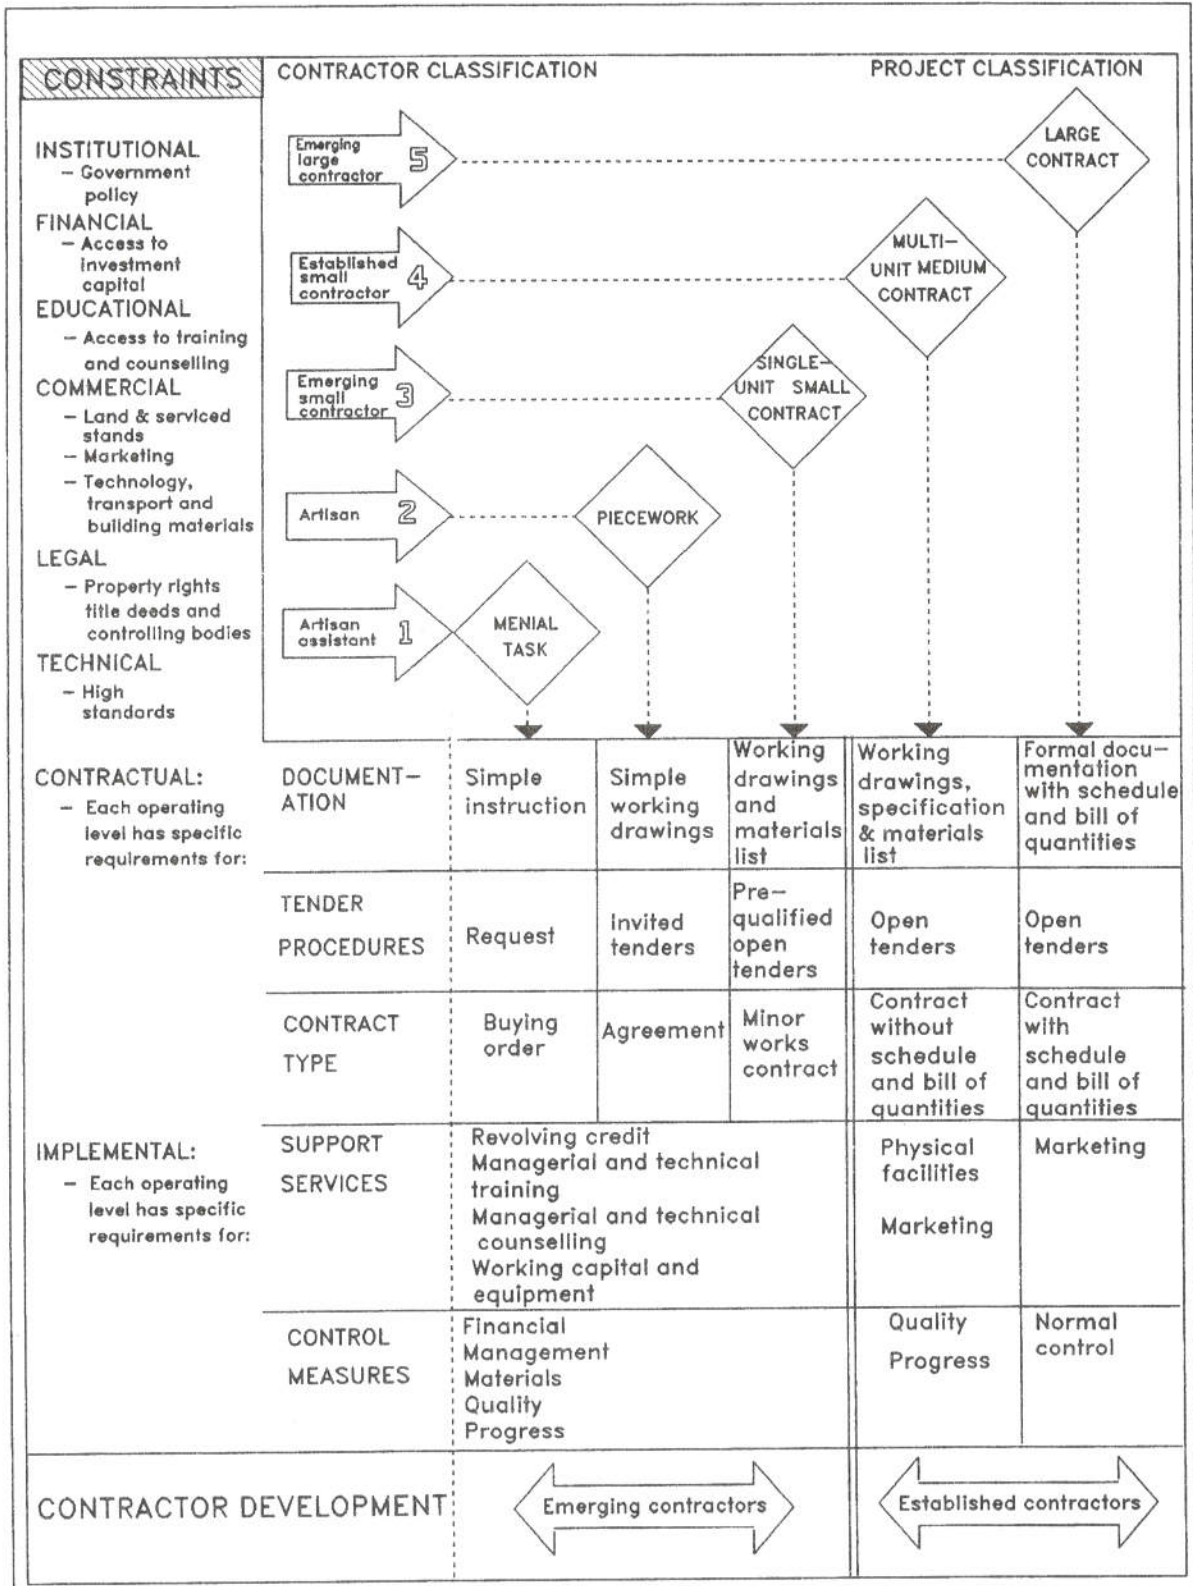 CONSTRAINTS
CONTRACTOR CLASSIFICATION
PROJECT CLASSIFICATION
INSTITUTIONAL
– Government
policy
FINANCIAL
– Access to
investment
capital
EDUCATIONAL
– Access to training
and counselling
COMMERCIAL
– Land & serviced
stands
– Marketing
– Technology,
transport and
building materials
LEGAL
– Property rights
title deeds and
controlling bodies
TECHNICAL
– High
standards
Emerging
large
contractor
5
LARGE
CONTRACT
Established
small
contractor
4
MULTI–
UNIT MEDIUM
CONTRACT
Emerging
small
contractor
3
SINGLE–
UNIT SMALL
CONTRACT
Artisan
2
PIECEWORK
Artisan
assistant
1
MENIAL
TASK
CONTRACTUAL:
– Each operating
level has specific
requirements for:
DOCUMENT–
ATION
Simple
instruction
Simple
working
drawings
Working
drawings
and
materials
list
Working
drawings,
specification
& materials
list
Formal docu–
mentation
with schedule
and bill of
quantities
TENDER
PROCEDURES
Request
Invited
tenders
Pre–
qualified
open
tenders
Open
tenders
Open
tenders
CONTRACT
TYPE
Buying
order
Agreement
Minor
works
contract
Contract
without
schedule
and bill of
quantities
Contract
with
schedule
and bill of
quantities
IMPLEMENTAL:
– Each operating
level has specific
requirements for:
SUPPORT
SERVICES
Revolving credit
Managerial and technical
training
Managerial and technical
counselling
Working capital and
equipment
Physical
facilities
Marketing
Marketing
CONTROL
MEASURES
Financial
Management
Materials
Quality
Progress
Quality
Progress
Normal
control
CONTRACTOR DEVELOPMENT
Emerging contractors
Established contractors